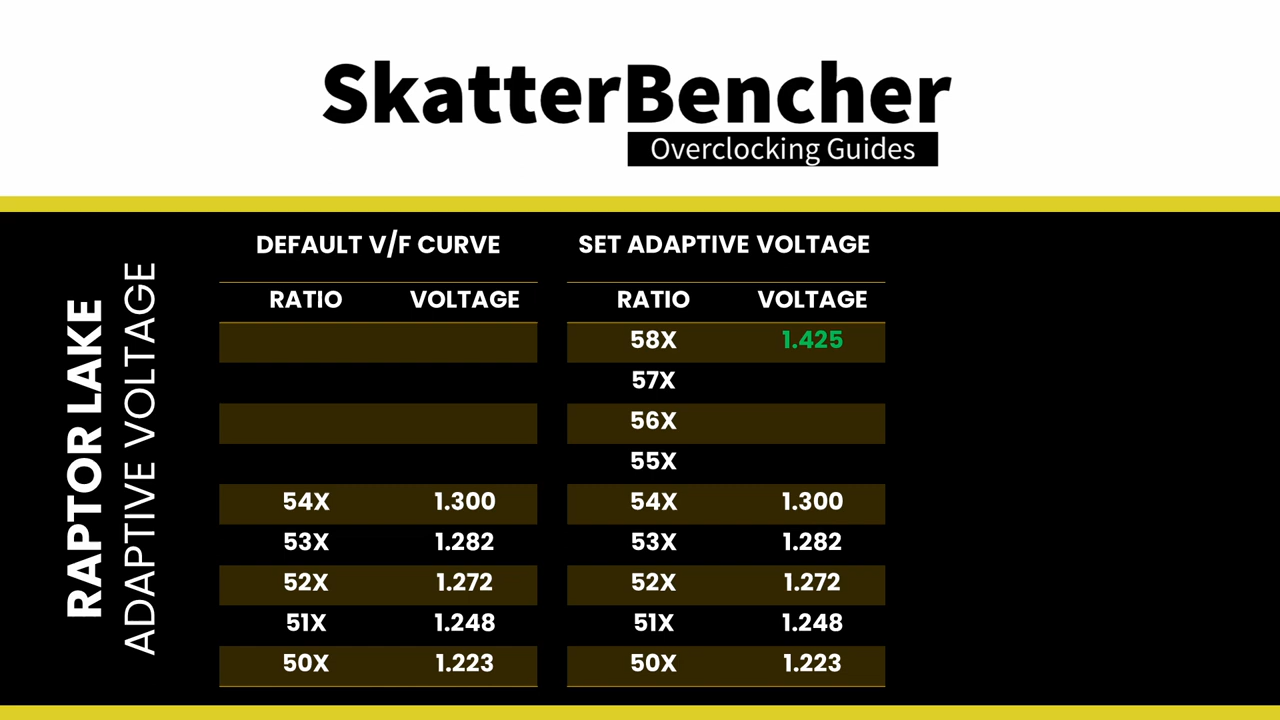 SkatterBencher
Overclocking Guides
RAPTOR LAKE
ADAPTIVE VOLTAGE
DEFAULT V/F CURVE
RATIO VOLTAGE
54X 1.300
53X 1.282
52X 1.272
51X 1.248
50X 1.223
SET ADAPTIVE VOLTAGE
RATIO VOLTAGE
58X 1.425
57X
56X
55X
54X 1.300
53X 1.282
52X 1.272
51X 1.248
50X 1.223